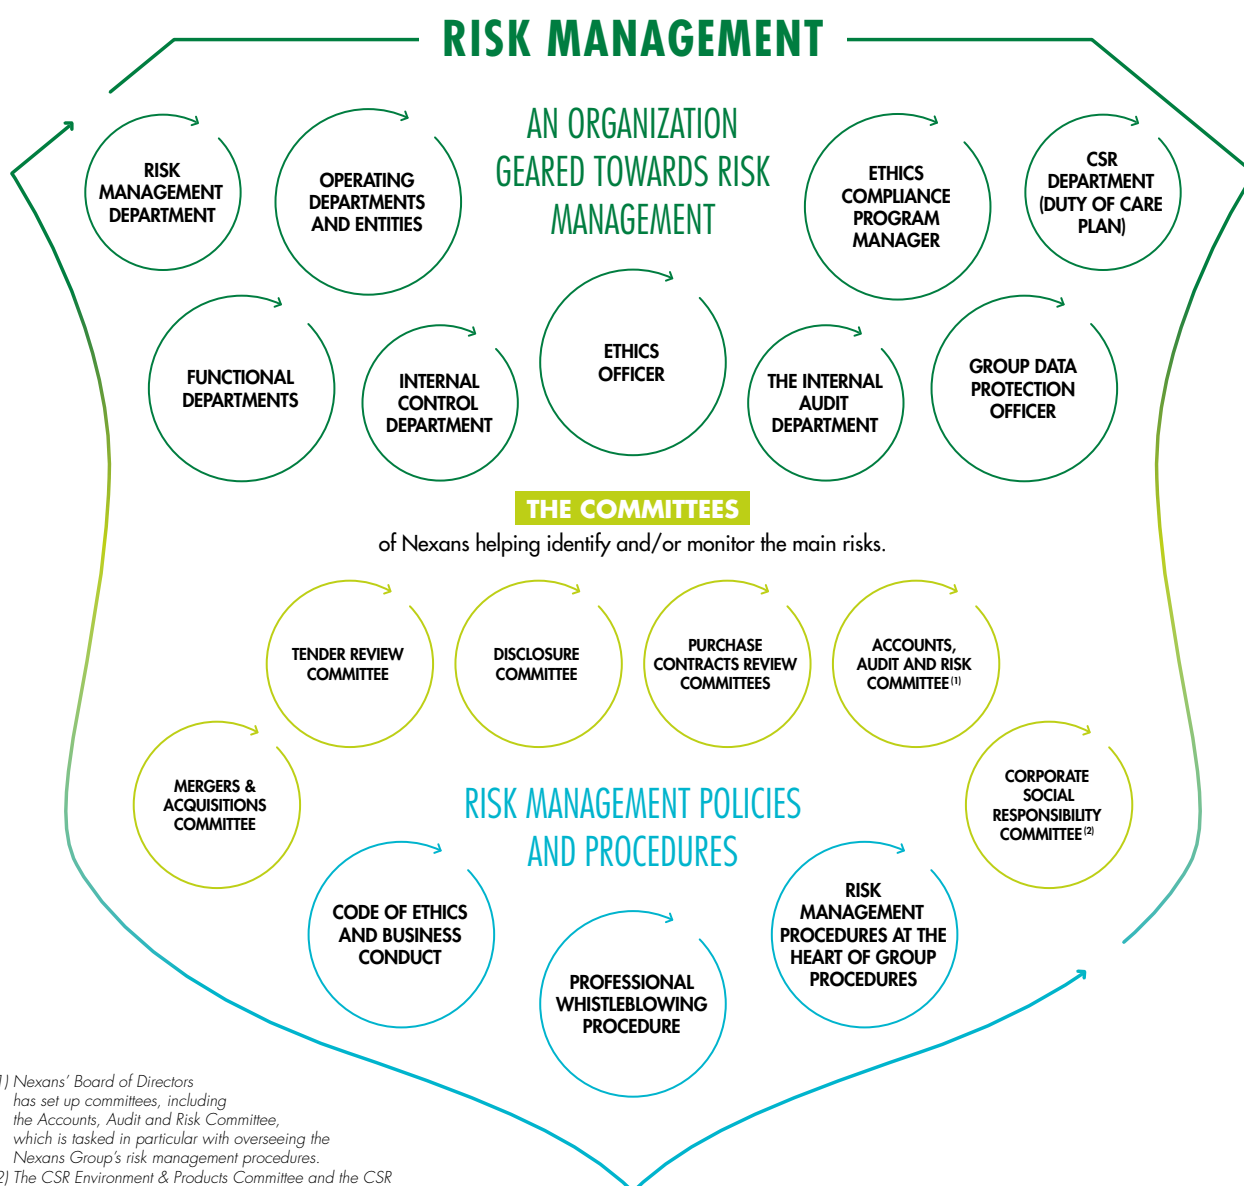 RISK MANAGEMENT
AN ORGANIZATION
GEARED TOWARDS RISK
MANAGEMENT
RISK
MANAGEMENT
DEPARTMENT
OPERATING
DEPARTMENTS
AND ENTITIES
ETHICS
COMPLIANCE
PROGRAM
MANAGER
CSR
DEPARTMENT
(DUTY OF CARE
PLAN)
FUNCTIONAL
DEPARTMENTS
INTERNAL
CONTROL
DEPARTMENT
ETHICS
OFFICER
THE INTERNAL
AUDIT
DEPARTMENT
GROUP DATA
PROTECTION
OFFICER
THE COMMITTEES
of Nexans helping identify and/or monitor the main risks.
TENDER REVIEW
COMMITTEE
DISCLOSURE
COMMITTEE
PURCHASE
CONTRACTS REVIEW
COMMITTEES
ACCOUNTS,
AUDIT AND RISK
COMMITTEE (1)
MERGERS &
ACQUISITIONS
COMMITTEE
CORPORATE
SOCIAL
RESPONSIBILITY
COMMITTEE (2)
RISK MANAGEMENT POLICIES
AND PROCEDURES
CODE OF ETHICS
AND BUSINESS
CONDUCT
PROFESSIONAL
WHISTLEBLOWING
PROCEDURE
RISK
MANAGEMENT
PROCEDURES AT THE
HEART OF GROUP
PROCEDURES
1) Nexans' Board of Directors
has set up committees, including
the Accounts, Audit and Risk Committee,
which is tasked in particular with overseeing the
Nexans Group's risk management procedures.
2) The CSR Environment & Products Committee and the CSR